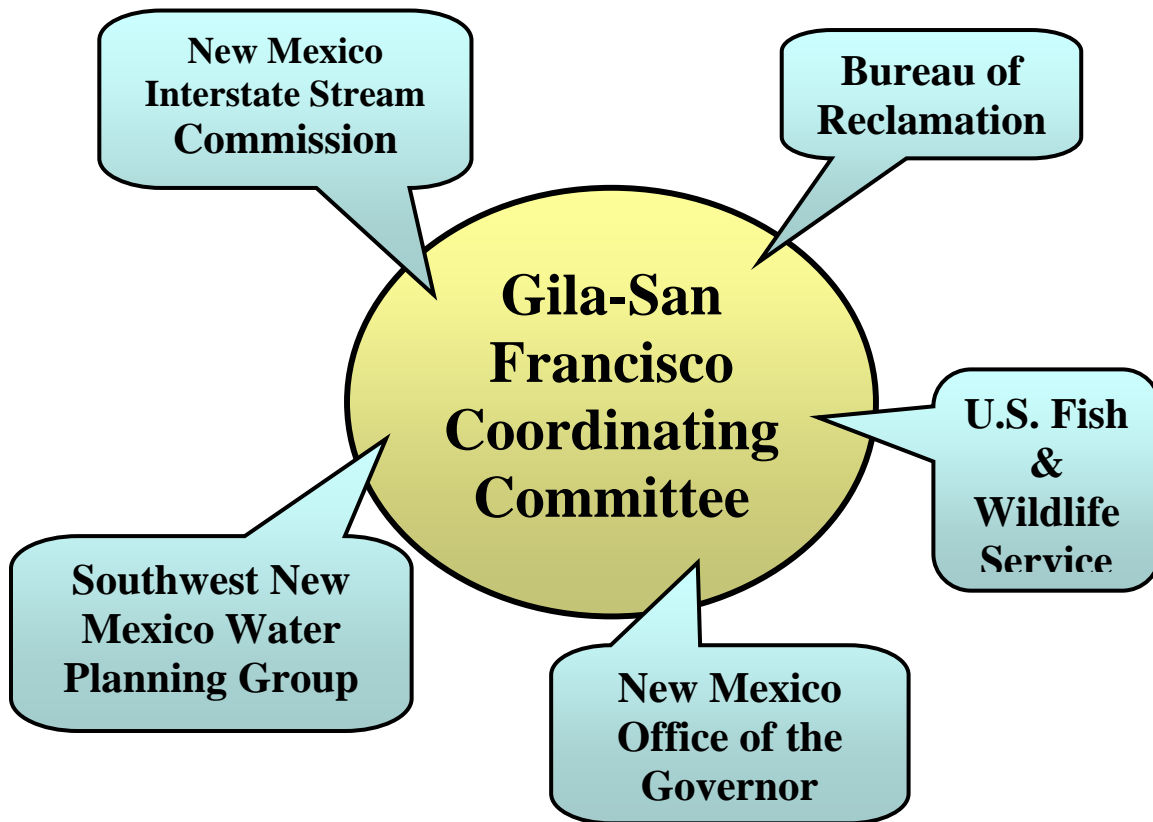 New Mexico
Interstate Stream
Commission
Bureau of
Reclamation
Gila-San
Francisco
Coordinating
Committee
U.S. Fish
&
Wildlife
Service
Southwest New
Mexico Water
Planning Group
New Mexico
Office of the
Governor